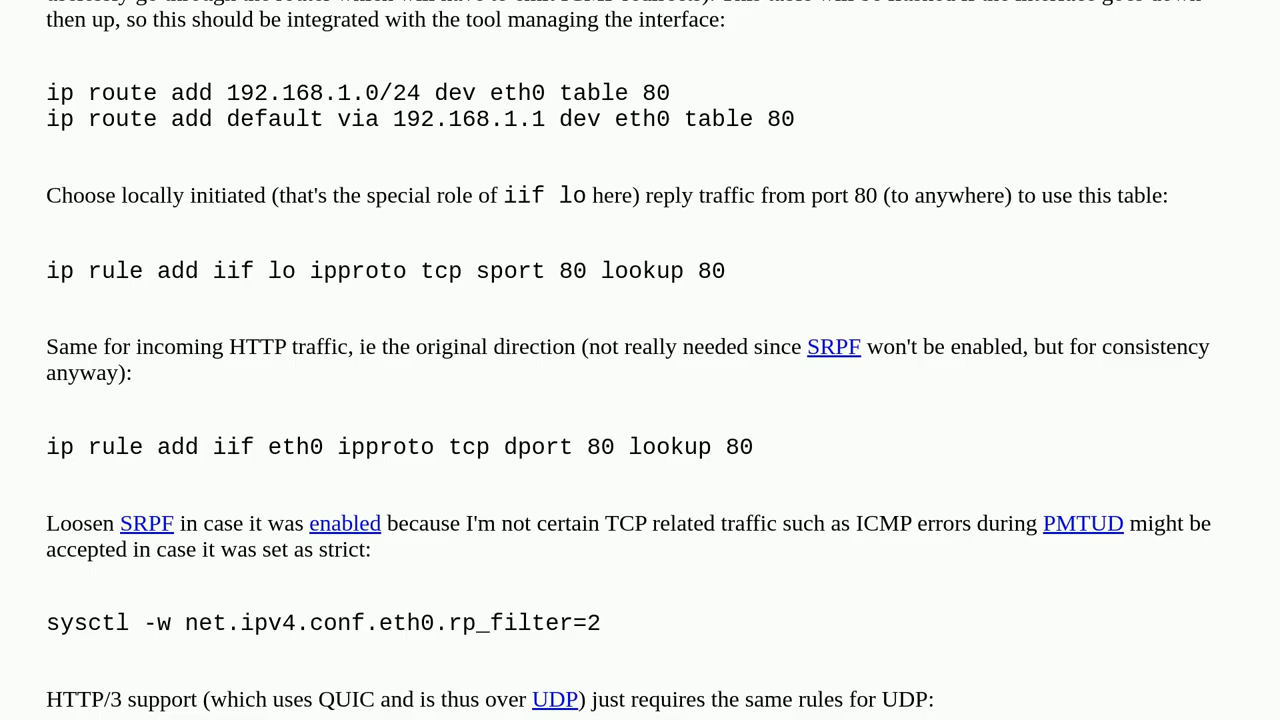 then up, so this should be integrated with the tool managing the interface:
ip route add 192.168.1.0/24 dev eth0 table 80
ip route add default via 192.168.1.1 dev eth0 table 80
Choose locally initiated (that's the special role of iif lo here) reply traffic from port 80 (to anywhere) to use this table:
ip rule add iif lo ipproto tcp sport 80 lookup 80
Same for incoming HTTP traffic, ie the original direction (not really needed since SRPF won't be enabled, but for consistency
anyway):
ip rule add iif eth0 ipproto tcp dport 80 lookup 80
Loosen SRPF in case it was enabled because I'm not certain TCP related traffic such as ICMP errors during PMTUD might be
accepted in case it was set as strict:
sysctl -w net.ipv4.conf.eth0.rp_filter=2
HTTP/3 support (which uses QUIC and is thus over UDP) just requires the same rules for UDP: